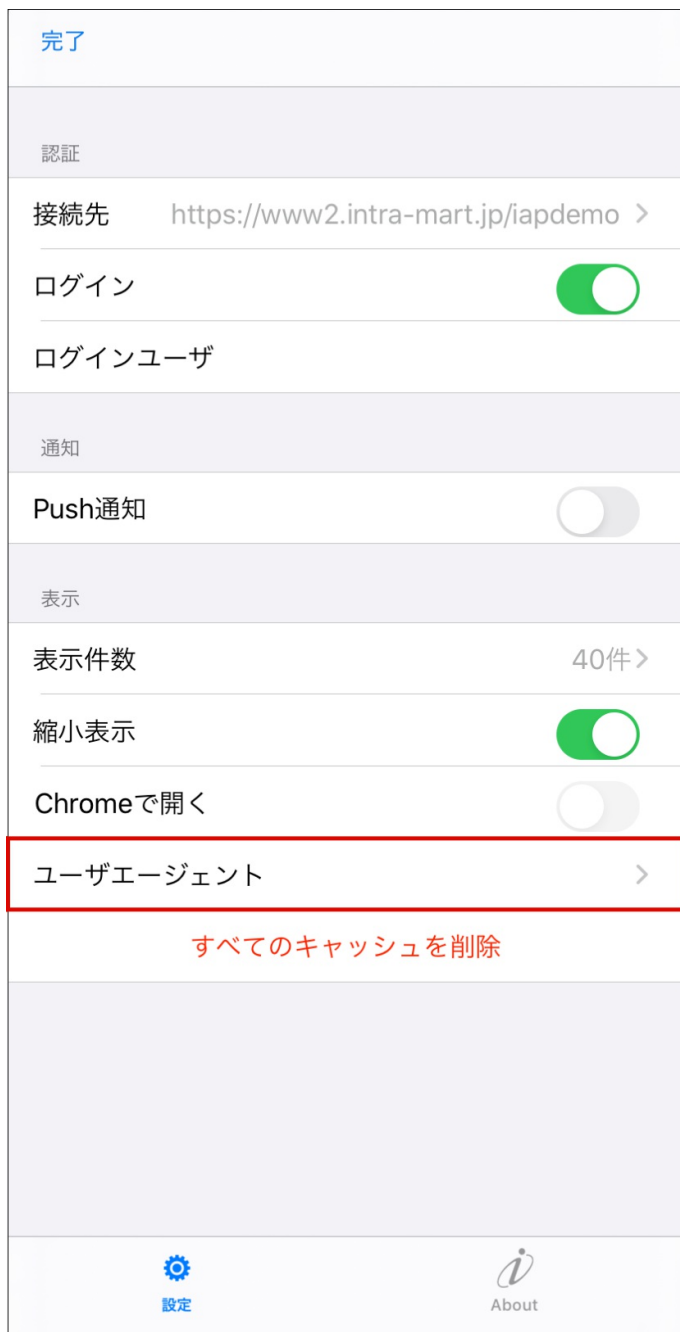 完了
認証
接続先 https://www2.intra-mart.jp/iapdemo
ログイン
ログインユーザ
通知
Push通知
表示
表示件数 40件
縮小表示
Chromeで開く
ユーザエージェント
すべてのキャッシュを削除
設定 About